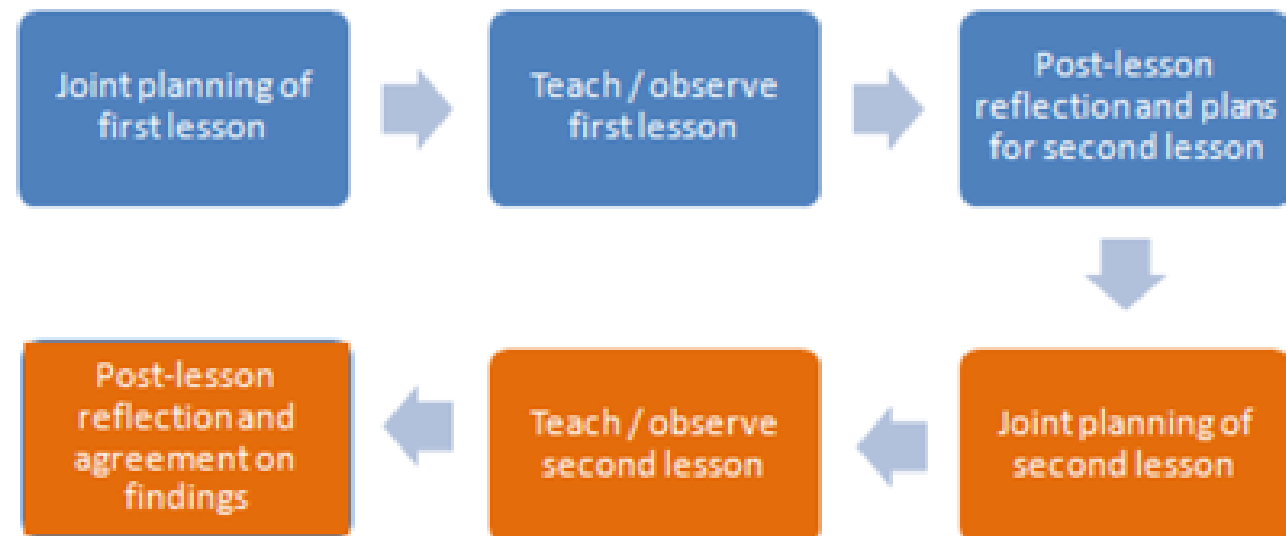 Joint planning of
first lesson
Teach / observe
first lesson
Post-lesson
reflection and plans
for second lesson
Joint planning of
second lesson
Teach / observe
second lesson
Post-lesson
reflection and
agreement on
findings